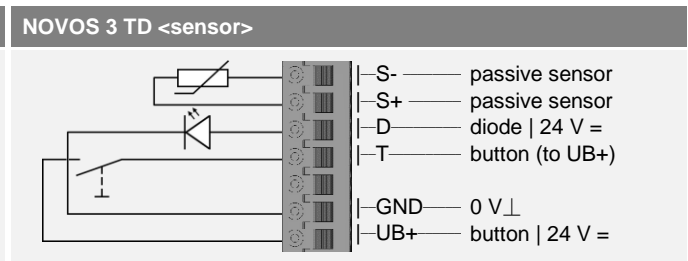 NOVOS 3 TD <sensor>
S- passive sensor
S+ passive sensor
D diode | 24 V =
T button (to UB+)
GND 0 V⊥
UB+ button | 24 V =